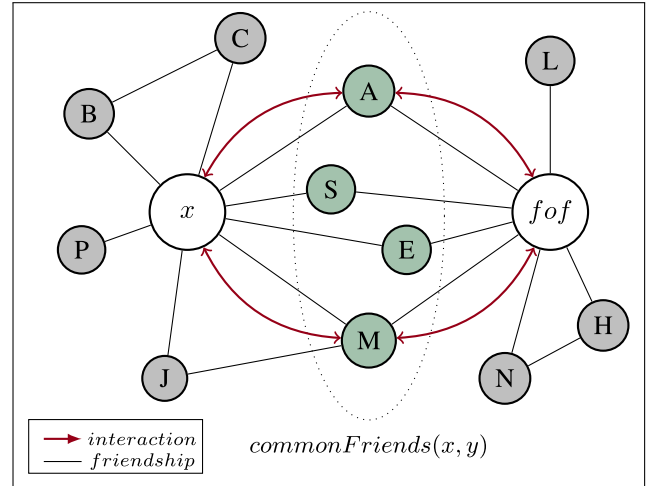 C
L
A
B
S
x
fof
P
E
H
M
J
N
interaction
friendship
commonFriends(x, y)